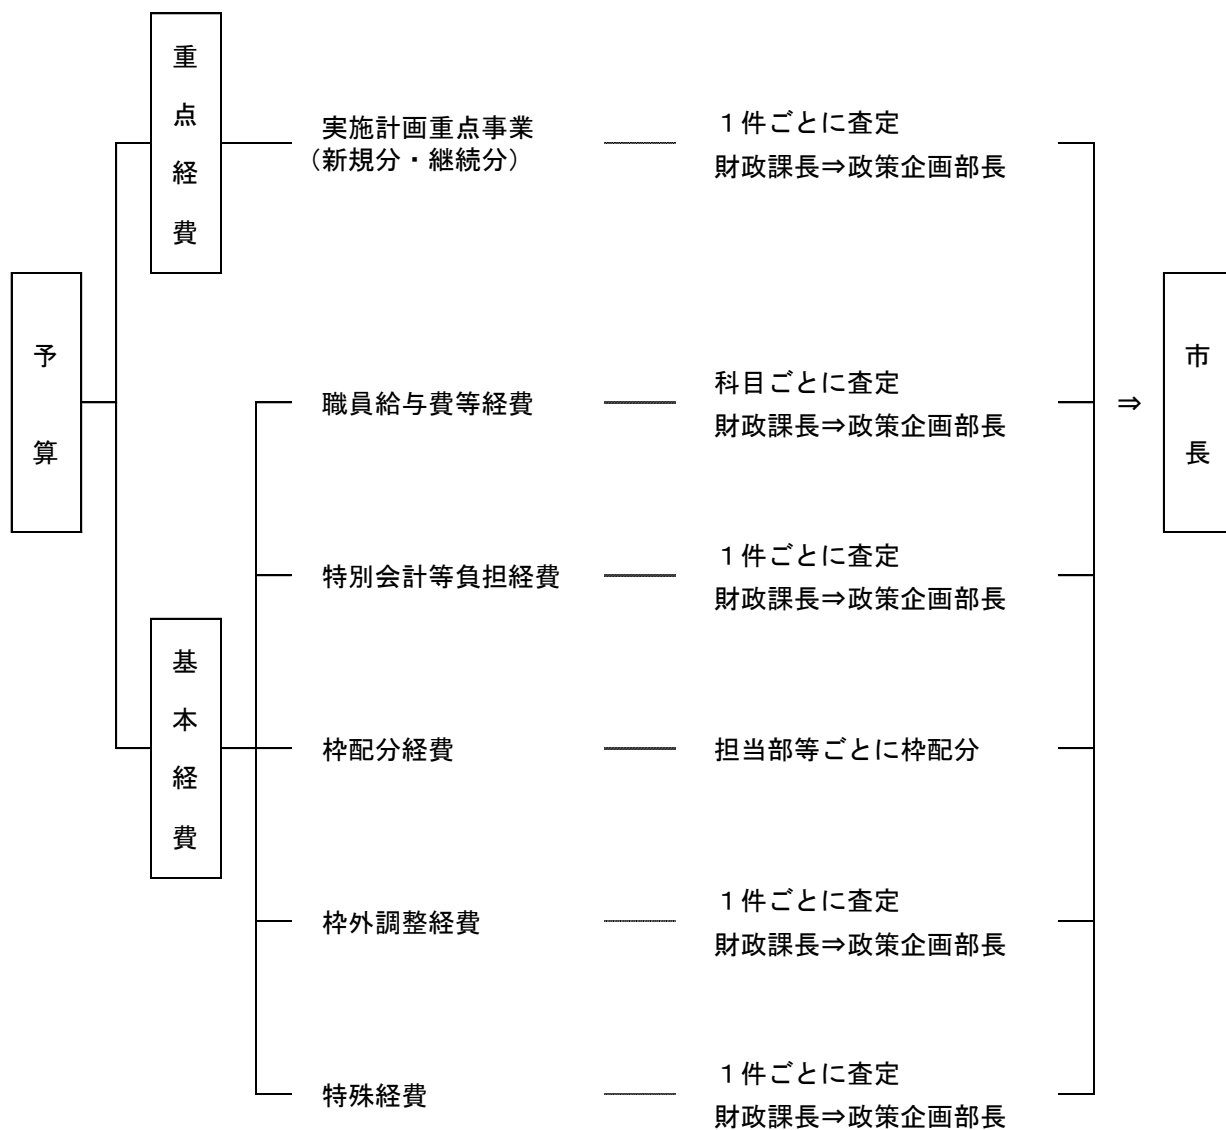 予算
重点経費
実施計画重点事業
（新規分・継続分）
１件ごとに査定
財政課長⇒政策企画部長
基本経費
職員給与費等経費
科目ごとに査定
財政課長⇒政策企画部長
特別会計等負担経費
１件ごとに査定
財政課長⇒政策企画部長
枠配分経費
担当部等ごとに枠配分
枠外調整経費
１件ごとに査定
財政課長⇒政策企画部長
特殊経費
１件ごとに査定
財政課長⇒政策企画部長
⇒
市長